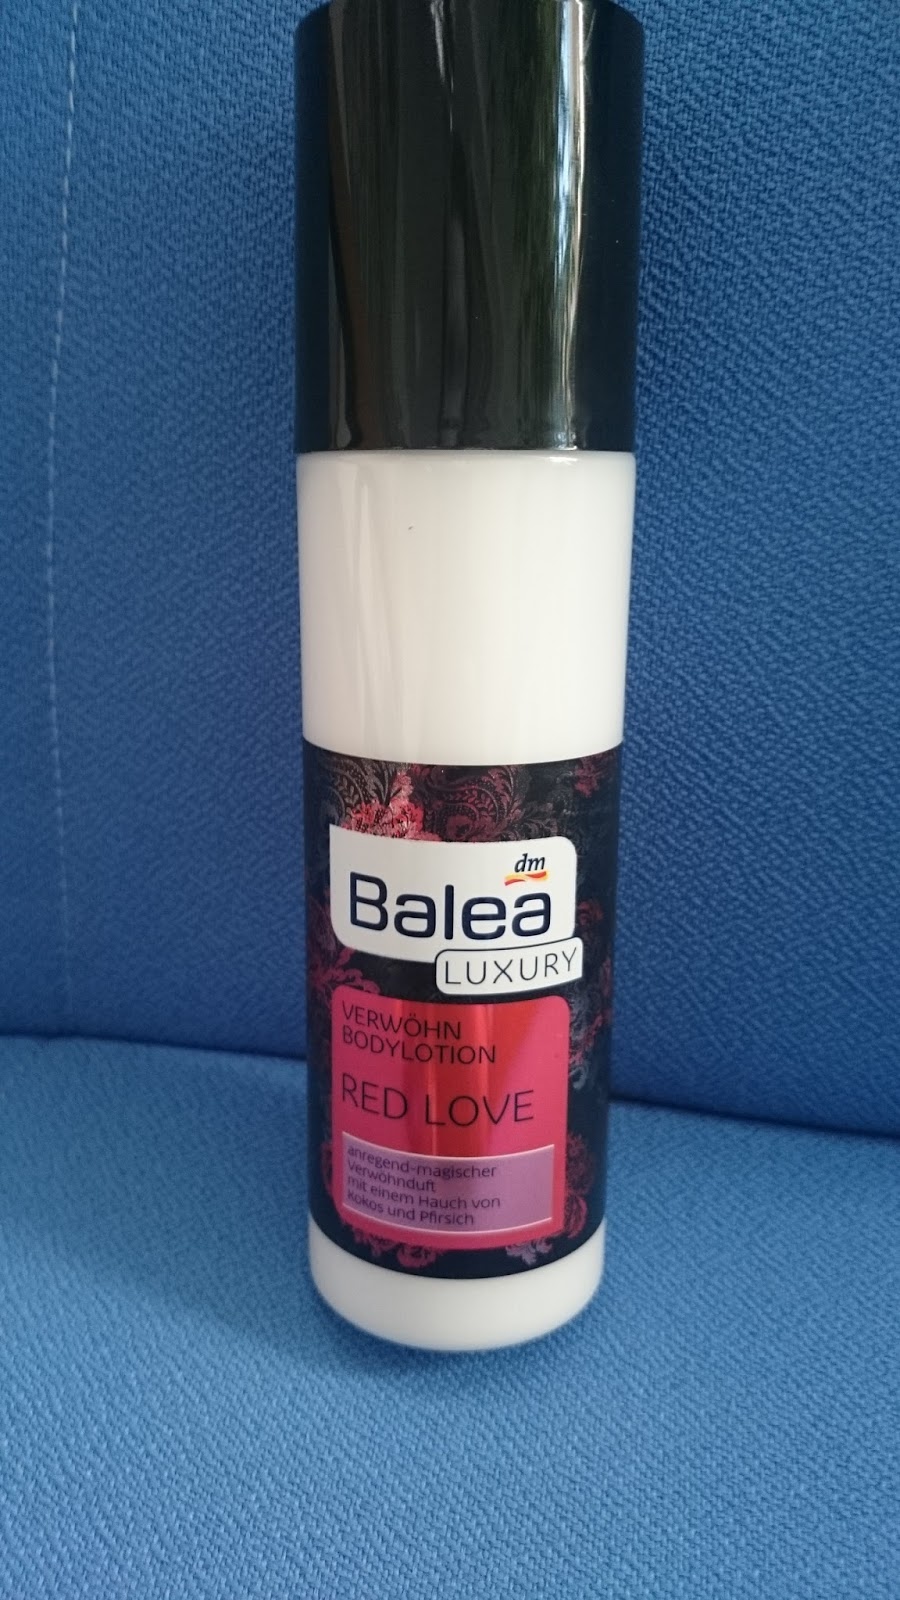 dm
Balea
LUXURY
VERWÖHN
BODYLOTION
RED LOVE
anregend-magischer
Verwöhnduft
mit einem Hauch von
Kokos und Pfirsich